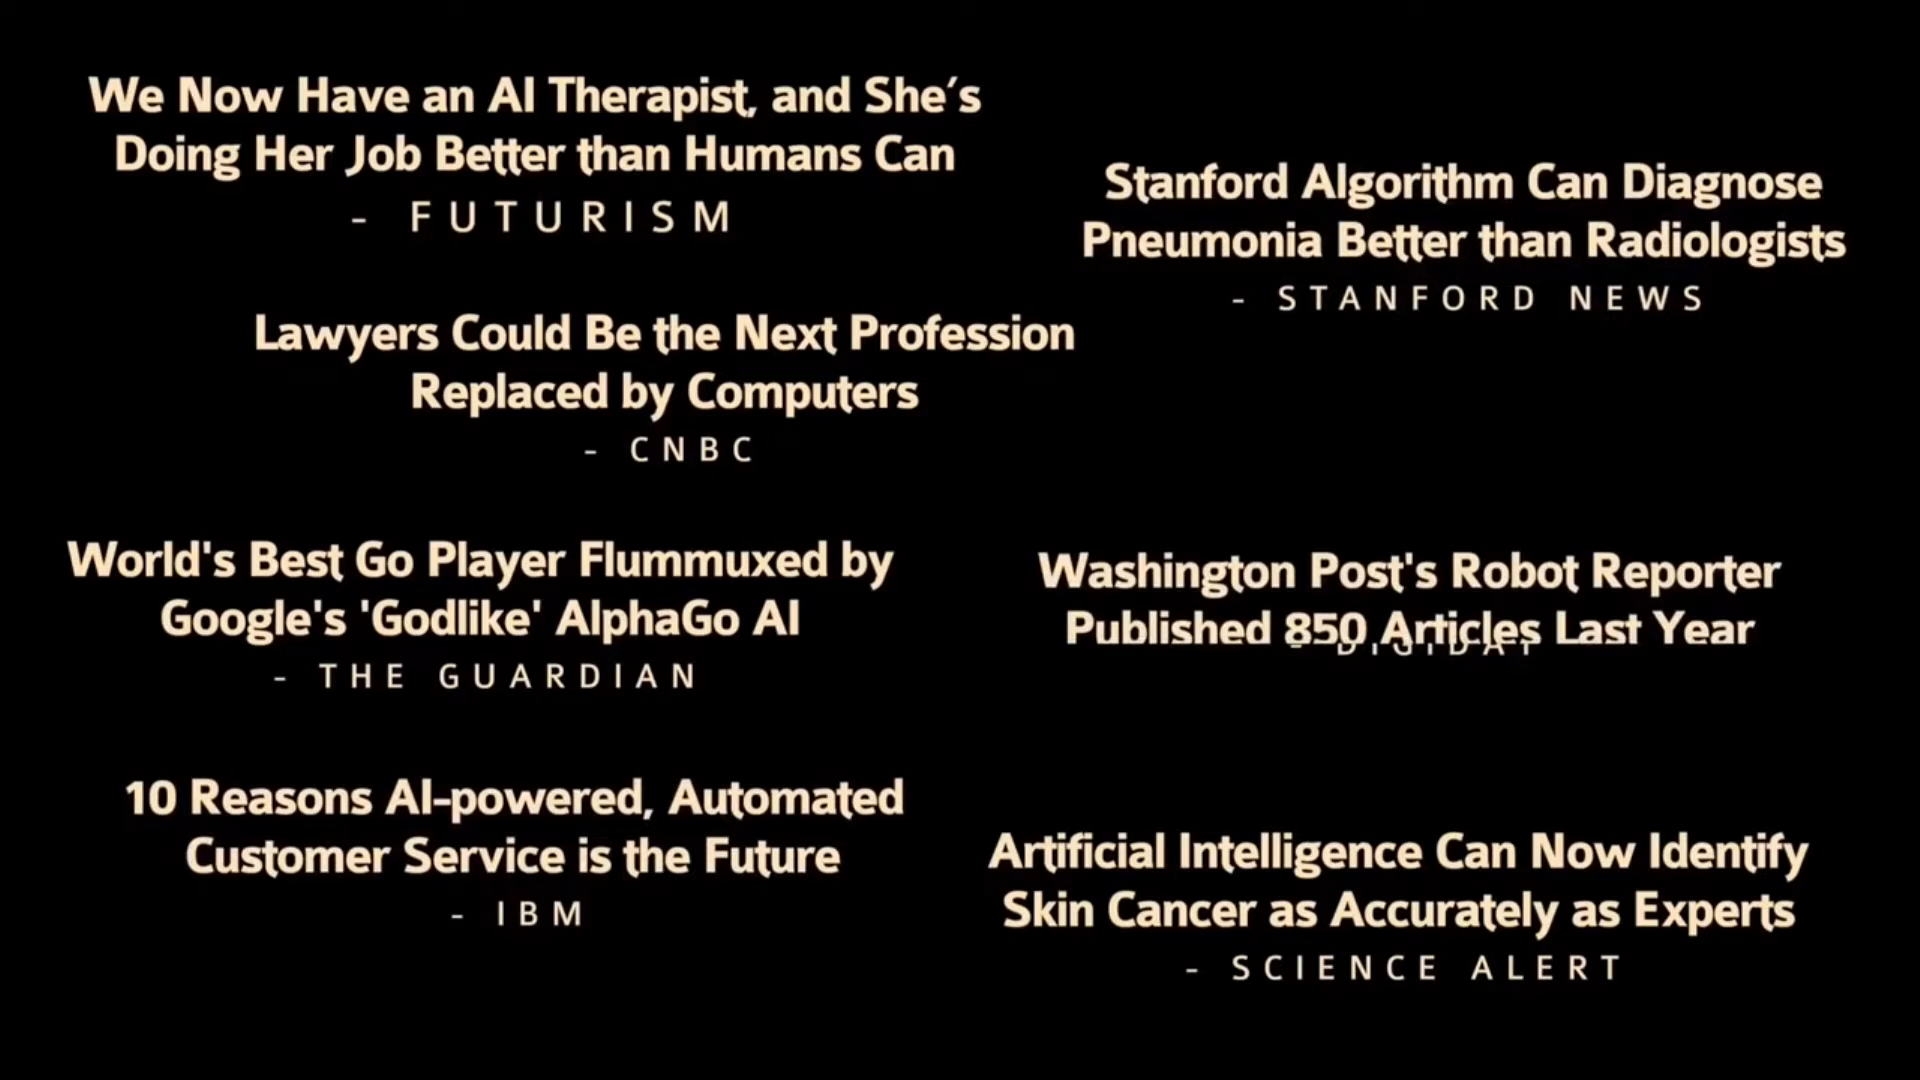 We Now Have an AI Therapist, and She's
Doing Her Job Better than Humans Can
- FUTURISM
Stanford Algorithm Can Diagnose
Pneumonia Better than Radiologists
- STANFORD NEWS
Lawyers Could Be the Next Profession
Replaced by Computers
- CNBC
World's Best Go Player Flummuxed by
Google's 'Godlike' AlphaGo AI
- THE GUARDIAN
Washington Post's Robot Reporter
Published 850 Articles Last Year
10 Reasons AI-powered, Automated
Customer Service is the Future
- IBM
Artificial Intelligence Can Now Identify
Skin Cancer as Accurately as Experts
- SCIENCE ALERT